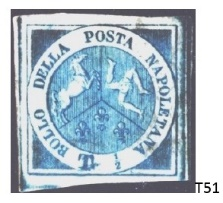 BOLLO DELLA POSTA NAPOLETANA
½ T.
T51